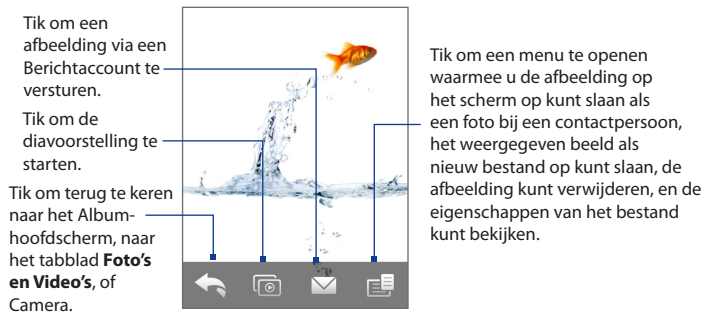 Tik om een
afbeelding via een
Berichtaccount te
versturen.
Tik om de
diavoorstelling te
starten.
Tik om terug te keren
naar het Album-
hoofdscherm, naar
het tabblad Foto's
en Video's, of
Camera.
Tik om een menu te openen
waarmee u de afbeelding op
het scherm op kunt slaan als
een foto bij een contactpersoon,
het weergegeven beeld als
nieuw bestand op kunt slaan, de
afbeelding kunt verwijderen, en de
eigenschappen van het bestand
kunt bekijken.